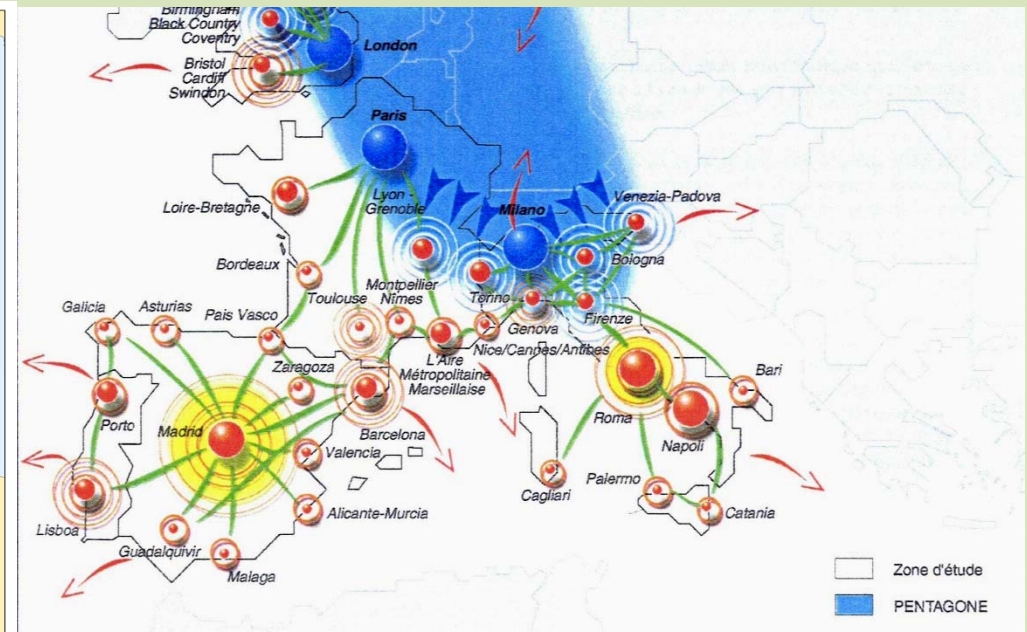 Birmingham
Black Country
Coventry
London
Bristol
Cardiff
Swindon
Paris
Loire-Bretagne
Lyon -
Grenoble
Milano
Venezia-Padova
Bologna
Bordeaux
Toulouse
Montpellier
Nîmes
Torino
Genova
Firenze
Nice/Cannes/Antibes
L'Aire
Métropolitaine
Marseillaise
Galicia
Asturias
Pais Vasco
Zaragoza
Bari
Roma
Napoli
Porto
Madrid
Barcelona
Valencia
Cagliari
Palermo
Catania
Lisboa
Alicante-Murcia
Guadalquivir
Malaga
Zone d'étude
PENTAGONE